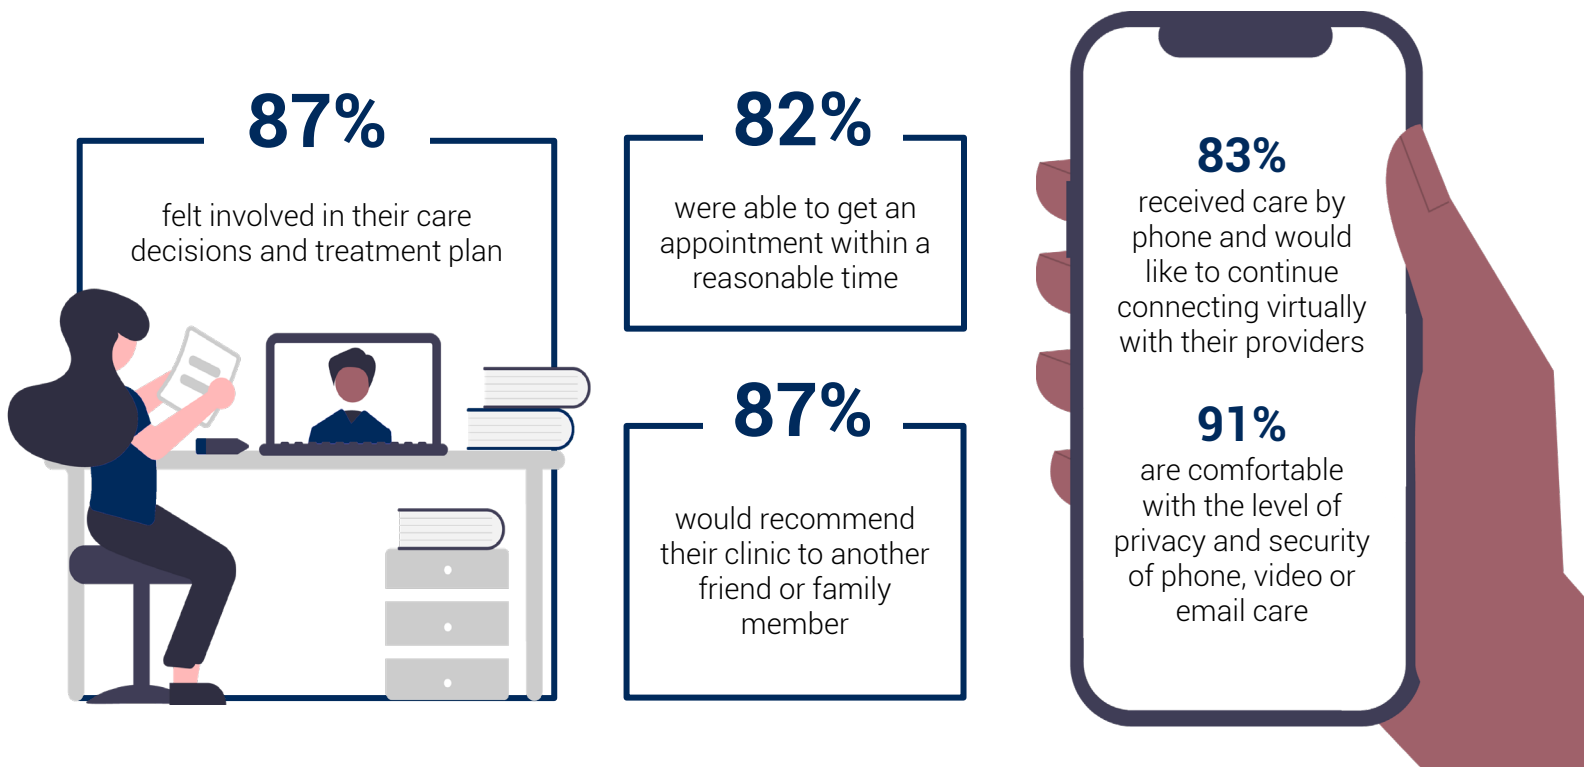 87%
felt involved in their care
decisions and treatment plan
82%
were able to get an
appointment within a
reasonable time
87%
would recommend
their clinic to another
friend or family
member
83%
received care by
phone and would
like to continue
connecting virtually
with their providers
91%
are comfortable
with the level of
privacy and security
of phone, video or
email care